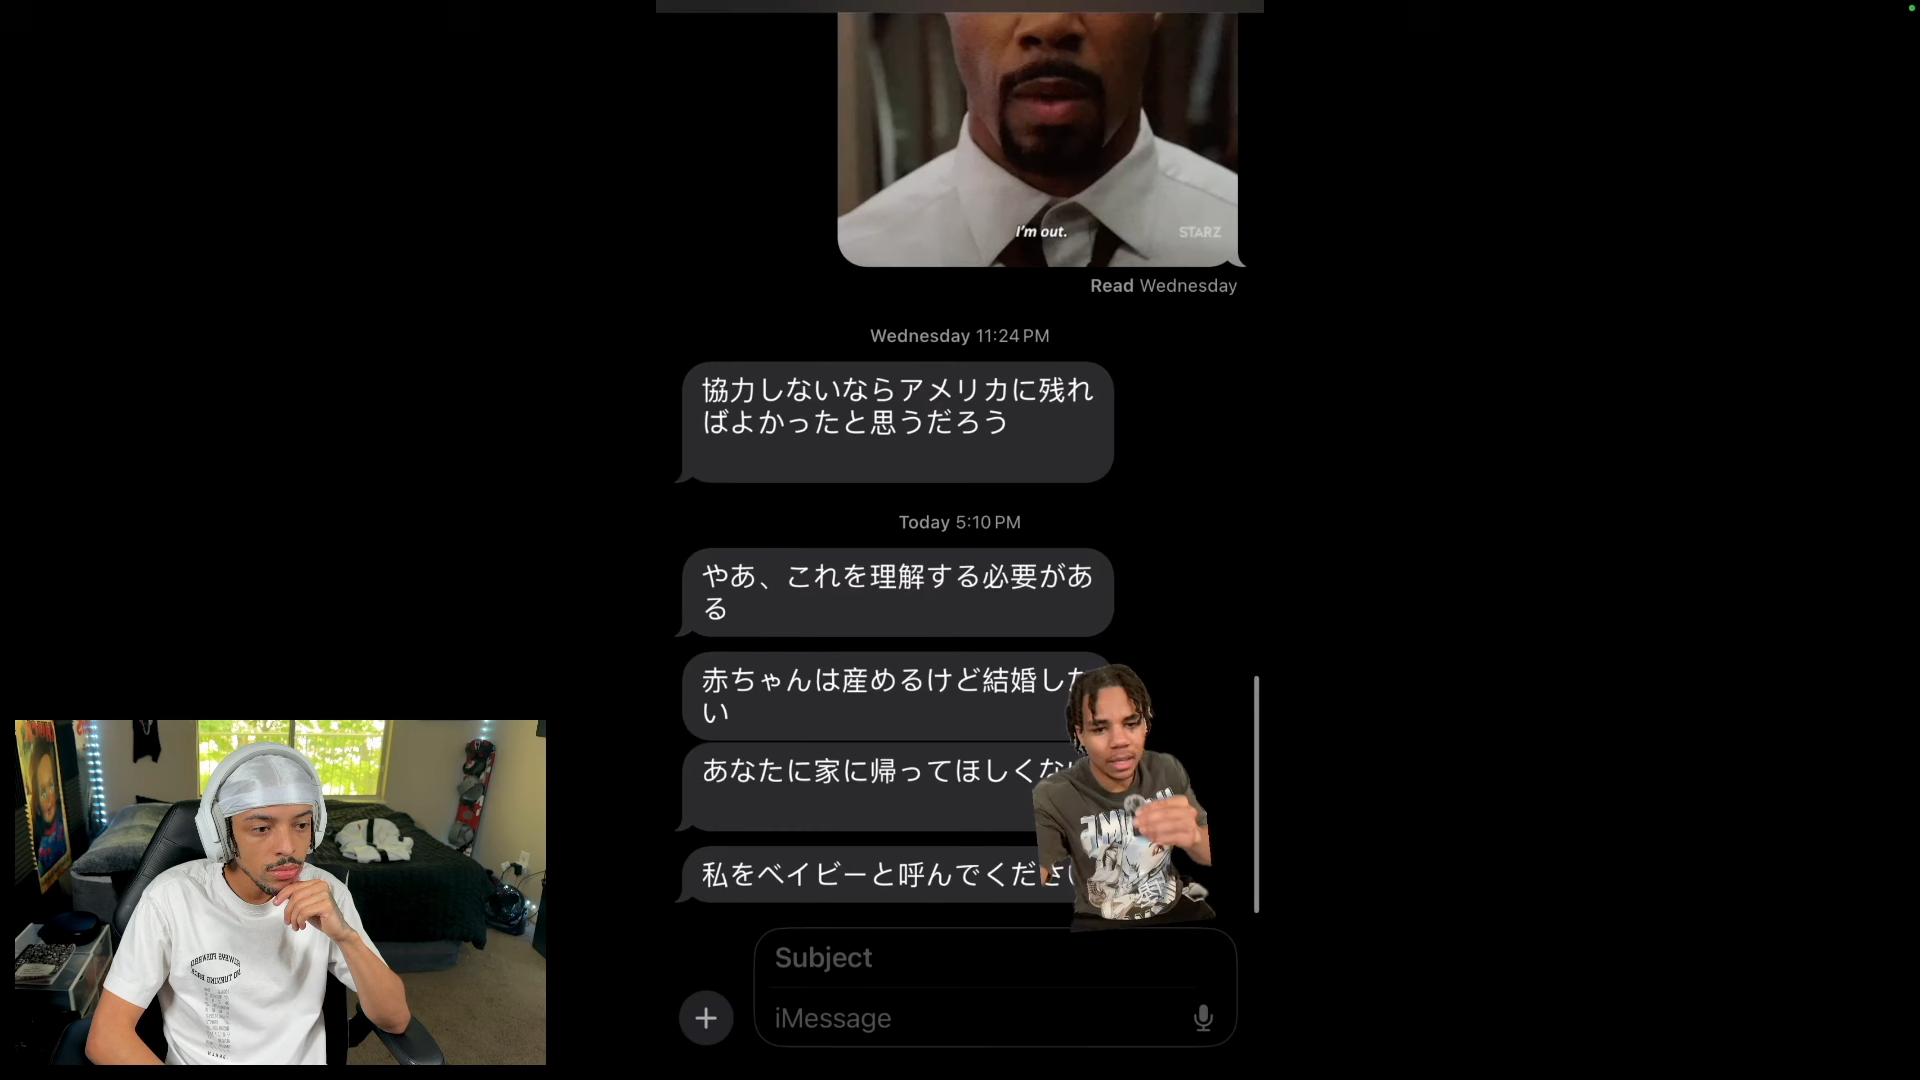 I'm out.
STARZ
Read Wednesday
Wednesday 11:24 PM
協力しないならアメリカに残れ
ばよかったと思うだろう
Today 5:10 PM
やあ、これを理解する必要があ
る
赤ちゃんは産めるけど結婚した
い
あなたに家に帰ってほしくな
私をベイビーと呼んでくださ
Subject
iMessage